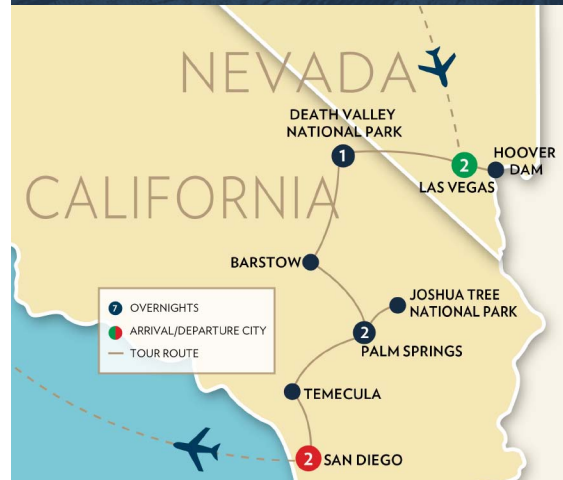 NEVADA
DEATH VALLEY
NATIONAL PARK
1
2
HOOVER
DAM
LAS VEGAS
CALIFORNIA
BARSTOW
JOSHUA TREE
NATIONAL PARK
7 OVERNIGHTS
ARRIVAL/DEPARTURE CITY
TOUR ROUTE
2
PALM SPRINGS
TEMECULA
2 SAN DIEGO